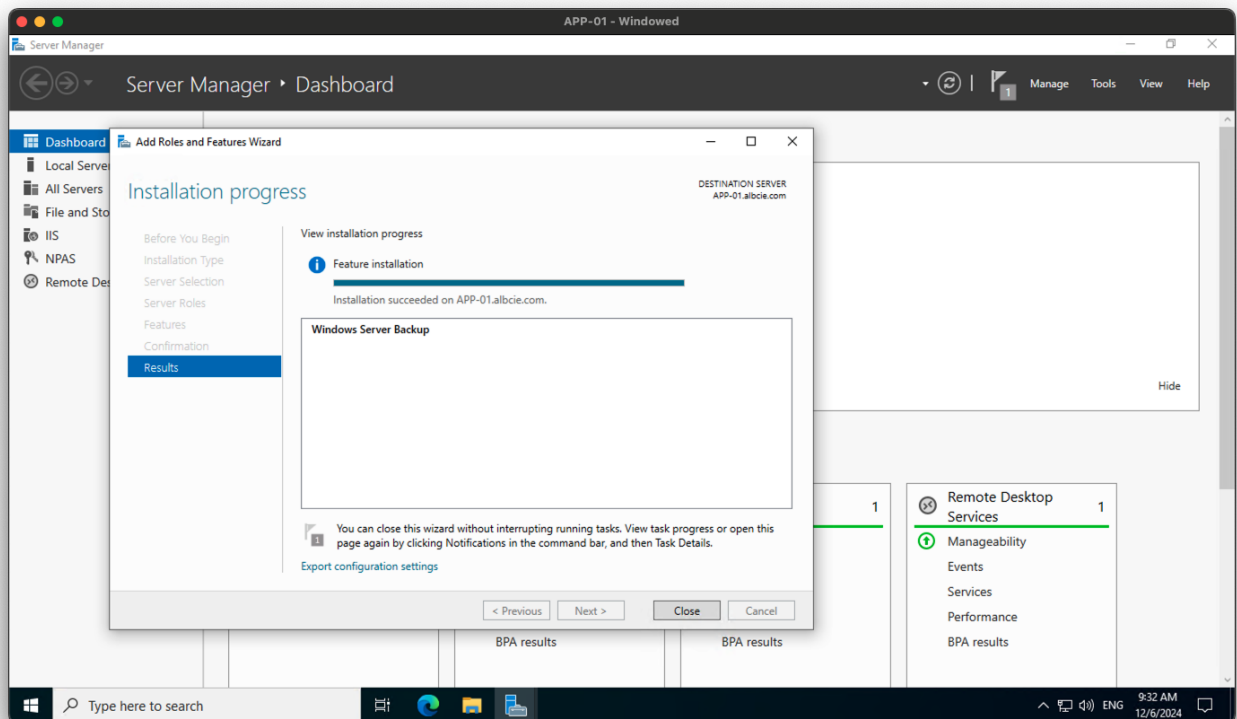 APP-01 - Windowed
Server Manager
Server Manager ‣ Dashboard
1
Manage
Tools
View
Help
Dashboard
Local Server
All Servers
File and Sto
IIS
NPAS
Remote Des
Add Roles and Features Wizard
Installation progress
DESTINATION SERVER
APP-01.albcie.com
Before You Begin
Installation Type
Server Selection
Server Roles
Features
Confirmation
Results
View installation progress
Feature installation
Installation succeeded on APP-01.albcie.com.
Windows Server Backup
1
You can close this wizard without interrupting running tasks. View task progress or open this
page again by clicking Notifications in the command bar, and then Task Details.
Export configuration settings
< Previous
Next >
Close
Cancel
Hide
1
Remote Desktop
Services
1
Manageability
Events
Services
Performance
BPA results
BPA results
BPA results
Type here to search
ENG
9:32 AM
12/6/2024